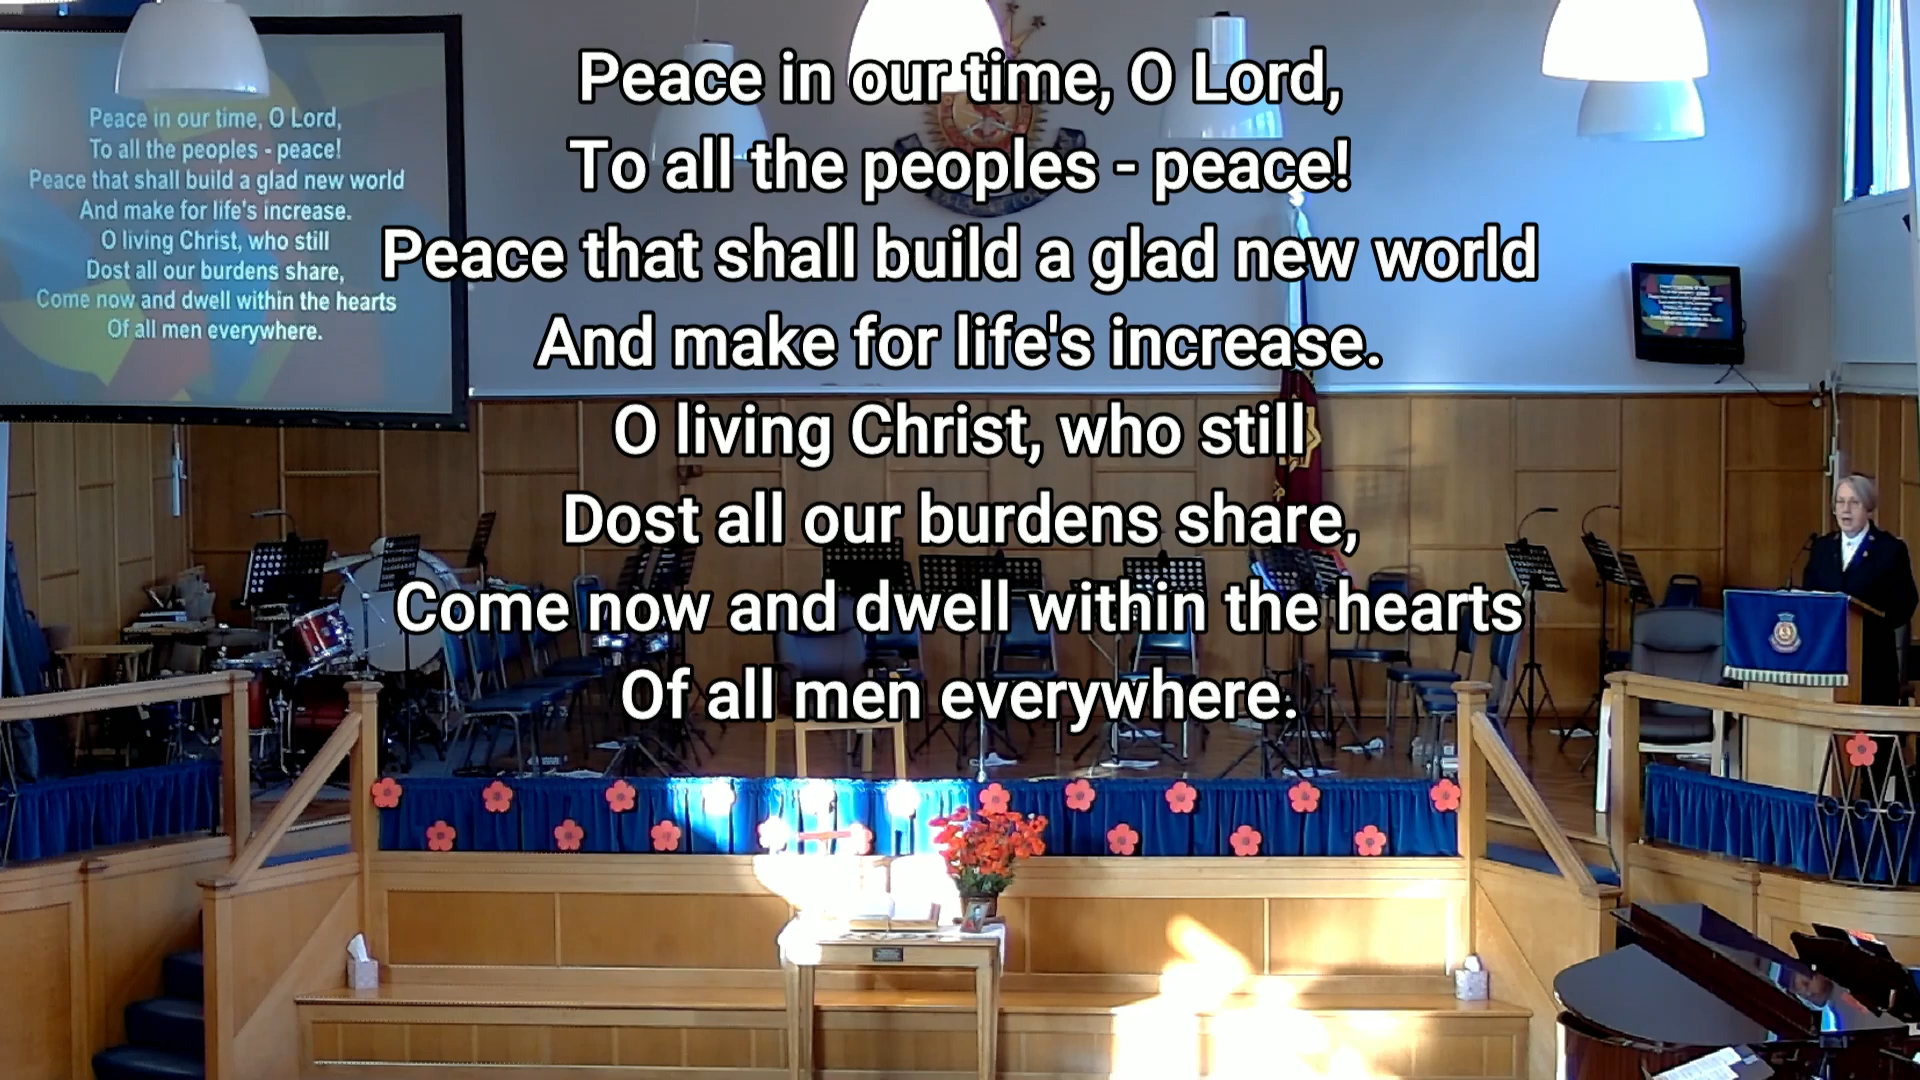 Peace in our time, O Lord,
To all the peoples - peace!
Peace that shall build a glad new world
And make for life's increase.
O living Christ, who still
Dost all our burdens share,
Come now and dwell within the hearts
Of all men everywhere.
Peace in our time, O Lord,
To all the peoples - peace!
Peace that shall build a glad new world
And make for life's increase.
O living Christ, who still
Dost all our burdens share,
Come now and dwell within the hearts
Of all men everywhere.